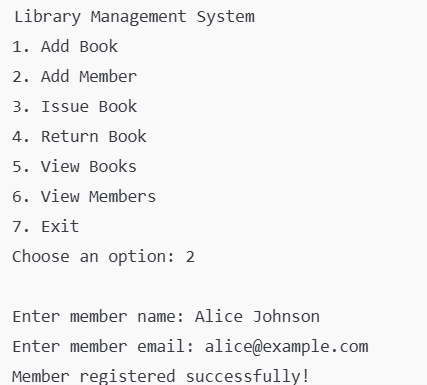 Library Management System
1. Add Book
2. Add Member
3. Issue Book
4. Return Book
5. View Books
6. View Members
7. Exit
Choose an option: 2
Enter member name: Alice Johnson
Enter member email: alice@example.com
Member registered successfully!